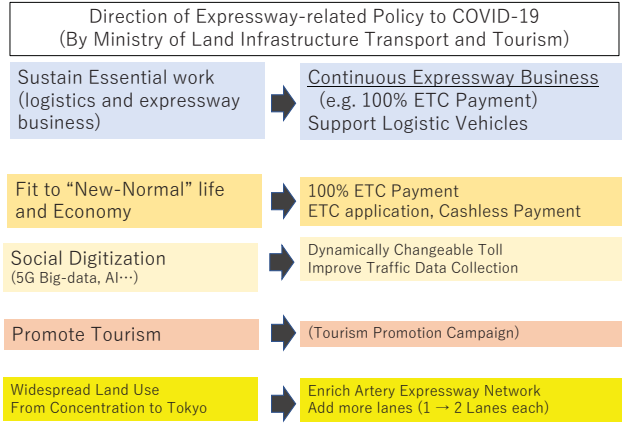 Direction of Expressway-related Policy to COVID-19
(By Ministry of Land Infrastructure Transport and Tourism)
Sustain Essential work
(logistics and expressway
business)
Continuous Expressway Business
(e.g. 100% ETC Payment)
Support Logistic Vehicles
Fit to “New-Normal” life
and Economy
100% ETC Payment
ETC application, Cashless Payment
Social Digitization
(5G Big-data, AI…)
Dynamically Changeable Toll
Improve Traffic Data Collection
Promote Tourism
(Tourism Promotion Campaign)
Widespread Land Use
From Concentration to Tokyo
Enrich Artery Expressway Network
Add more lanes (1 → 2 Lanes each)